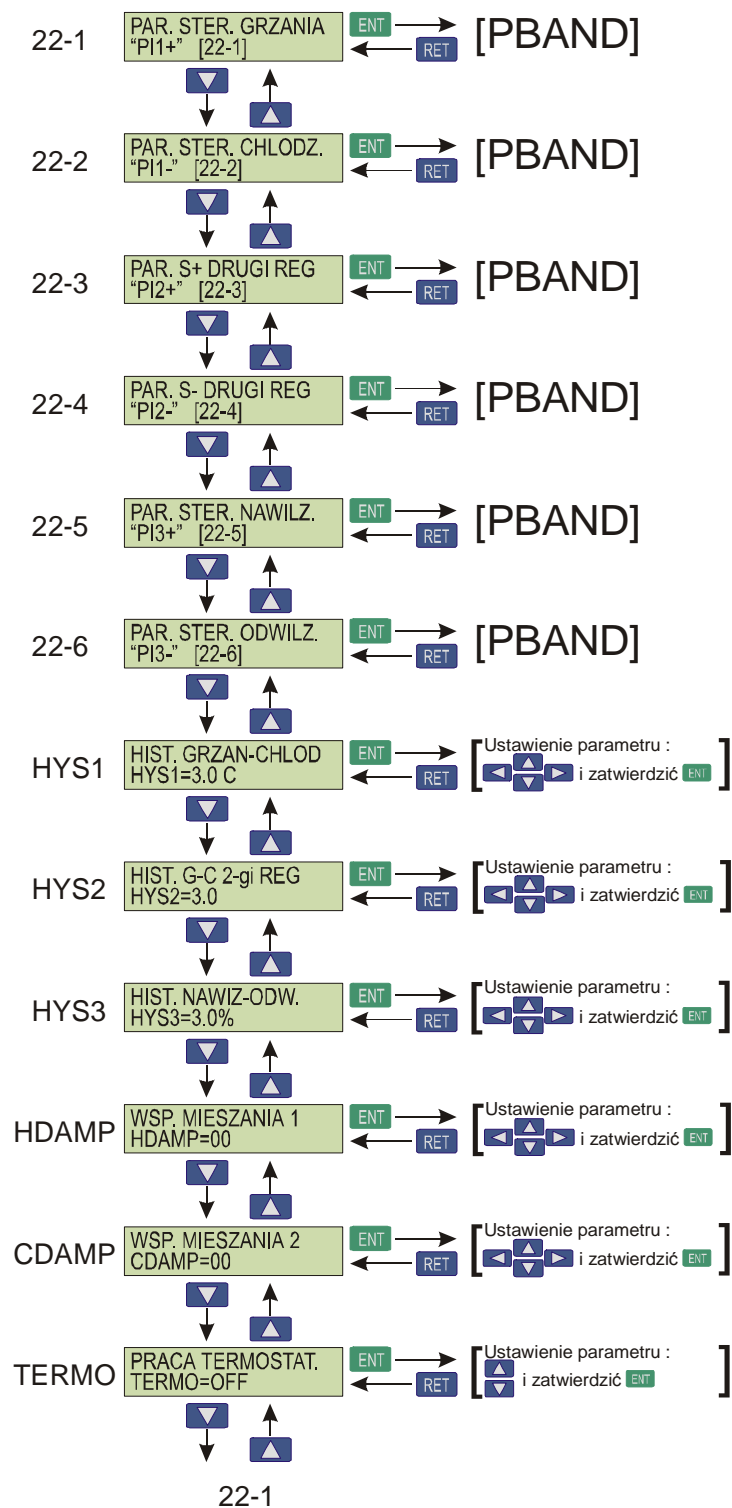 22-1
PAR. STER. GRZANIA
“PI1+” [22-1]
ENT
RET
[PBAND]
22-2
PAR. STER. CHLODZ.
“PI1-” [22-2]
ENT
RET
[PBAND]
22-3
PAR. S+ DRUGI REG
“PI2+” [22-3]
ENT
RET
[PBAND]
22-4
PAR. S- DRUGI REG
“PI2-” [22-4]
ENT
RET
[PBAND]
22-5
PAR. STER. NAWILZ.
“PI3+” [22-5]
ENT
RET
[PBAND]
22-6
PAR. STER. ODWILZ.
“PI3-” [22-6]
ENT
RET
[PBAND]
HYS1
HIST. GRZAN-CHLOD
HYS1=3.0 C
ENT
RET
[Ustawienie parametru :
i zatwierdzić ENT ]
HYS2
HIST. G-C 2-gi REG
HYS2=3.0
ENT
RET
[Ustawienie parametru :
i zatwierdzić ENT ]
HYS3
HIST. NAWIZ-ODW.
HYS3=3.0%
ENT
RET
[Ustawienie parametru :
i zatwierdzić ENT ]
HDAMP
WSP. MIESZANIA 1
HDAMP=00
ENT
RET
[Ustawienie parametru :
i zatwierdzić ENT ]
CDAMP
WSP. MIESZANIA 2
CDAMP=00
ENT
RET
[Ustawienie parametru :
i zatwierdzić ENT ]
TERMO
PRACA TERMOSTAT.
TERMO=OFF
ENT
RET
[Ustawienie parametru :
i zatwierdzić ENT ]
22-1